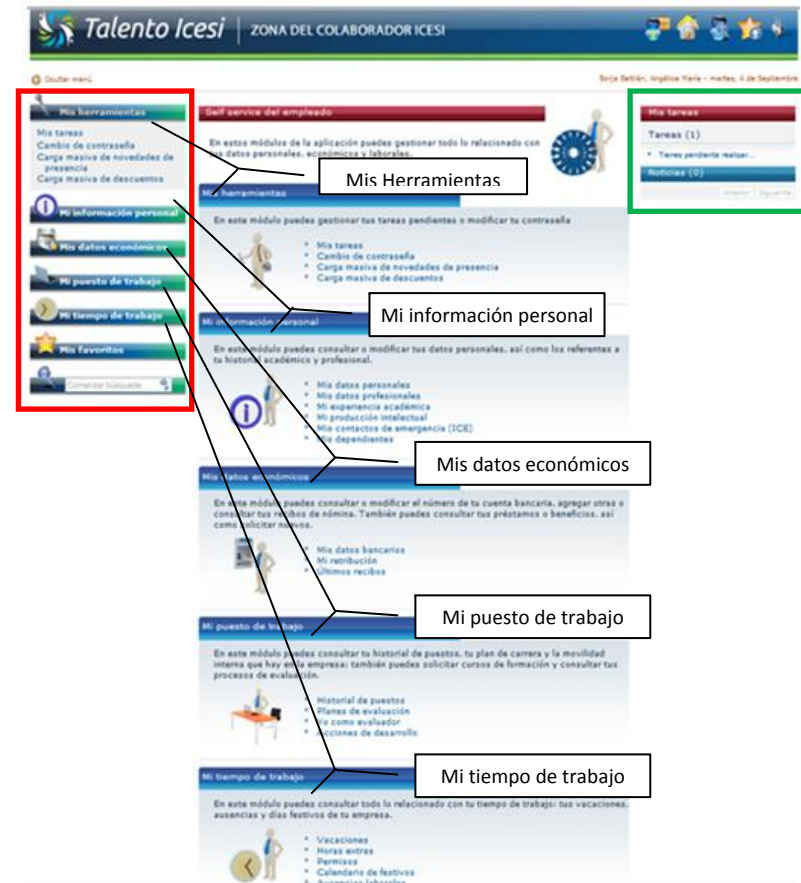 Talento Icesi | ZONA DEL COLABORADOR ICESI
Ocultar menú
Borja Beltrán, Angélica María - martes, 4 de Septiembre
Mis herramientas
Mis tareas
Cambio de contraseña
Carga masiva de novedades de
presencia
Carga masiva de descuentos
Mi información personal
Mis datos económicos
Mi puesto de trabajo
Mi tiempo de trabajo
Mis favoritos
Comenzar búsqueda
Self service del empleado
En estos módulos de la aplicación puedes gestionar todo lo relacionado con
tus datos personales, económicos y laborales.
Mis Herramientas
Mis herramientas
En este módulo puedes gestionar tus tareas pendientes o modificar tu contraseña
Mis tareas
Cambio de contraseña
Carga masiva de novedades de presencia
Carga masiva de descuentos
Mi información personal
Mi información personal
En este módulo puedes consultar o modificar tus datos personales, así como los referentes a
tu historial académico y profesional.
Mis datos personales
Mis datos profesionales
Mi experiencia académica
Mi producción intelectual
Mis contactos de emergencia (ICE)
Mis dependientes
Mis datos económicos
Mis datos económicos
En este módulo puedes consultar o modificar el número de tu cuenta bancaria, agregar otras o
consultar tus recibos de nómina. También puedes consultar tus préstamos o beneficios, así
como solicitar nuevos.
Mis datos bancarios
Mi retribución
Últimos recibos
Mi puesto de trabajo
Mi puesto de trabajo
En este módulo puedes consultar tu historial de puestos, tu plan de carrera y la movilidad
interna que hay en la empresa; también puedes solicitar cursos de formación y consultar tus
procesos de evaluación.
Historial de puestos
Planes de evaluación
Yo como evaluador
Acciones de desarrollo
Mi tiempo de trabajo
Mi tiempo de trabajo
En este módulo puedes consultar todo lo relacionado con tu tiempo de trabajo: tus vacaciones,
ausencias y días festivos de tu empresa.
Vacaciones
Horas extras
Permisos
Calendario de festivos
Ausencias laborales
Mis tareas
Tareas (1)
Tienes pendiente realizar...
Noticias (0)
Anterior | Siguiente